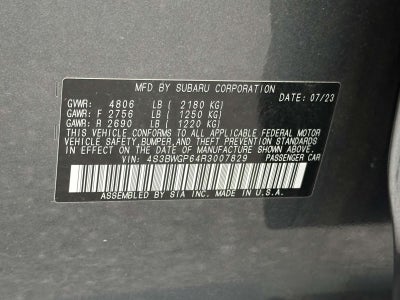 MFD BY SUBARU CORPORATION
DATE: 07/23
GVWR: 4806 LB ( 2180 KG)
GAWR: F 2756 LB ( 1250 KG)
GAWR: R 2690 LB ( 1220 KG)
THIS VEHICLE CONFORMS TO ALL APPLICABLE FEDERAL MOTOR
VEHICLE SAFETY, BUMPER, AND THEFT PREVENTION STANDARDS
IN EFFECT ON THE DATE OF MANUFACTURE SHOWN ABOVE.
VIN: 4S3BWGP64R3007829 PASSENGER CAR
ASSEMBLED BY SIA INC. MADE IN U.S.A.